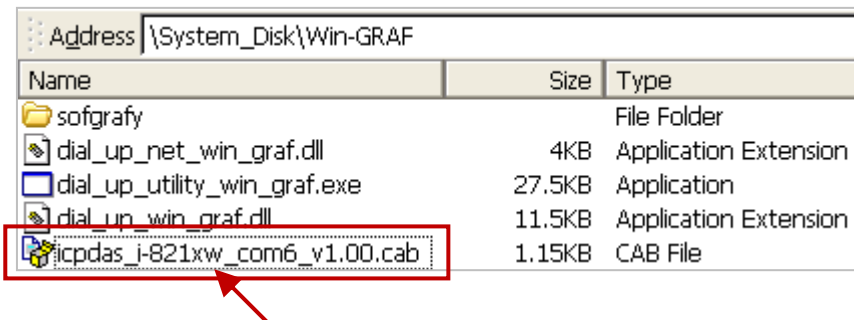 Address \System_Disk\Win-GRAF
Name Size Type
sofgrafy File Folder
dial_up_net_win_graf.dll 4KB Application Extension
dial_up_utility_win_graf.exe 27.5KB Application
dial_up_win_graf.dll 11.5KB Application Extension
icpdas_i-821xw_com6_v1.00.cab 1.15KB CAB File